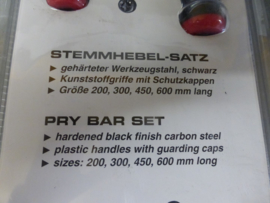 STEMMHEBEL-SATZ
► gehärteter Werkzeugstahl, schwarz
► Kunststoffgriffe mit Schutzkappen
► Größe 200, 300, 450, 600 mm lang
PRY BAR SET
► hardened black finish carbon steel
► plastic handles with guarding caps
► sizes: 200, 300, 450, 600 mm long